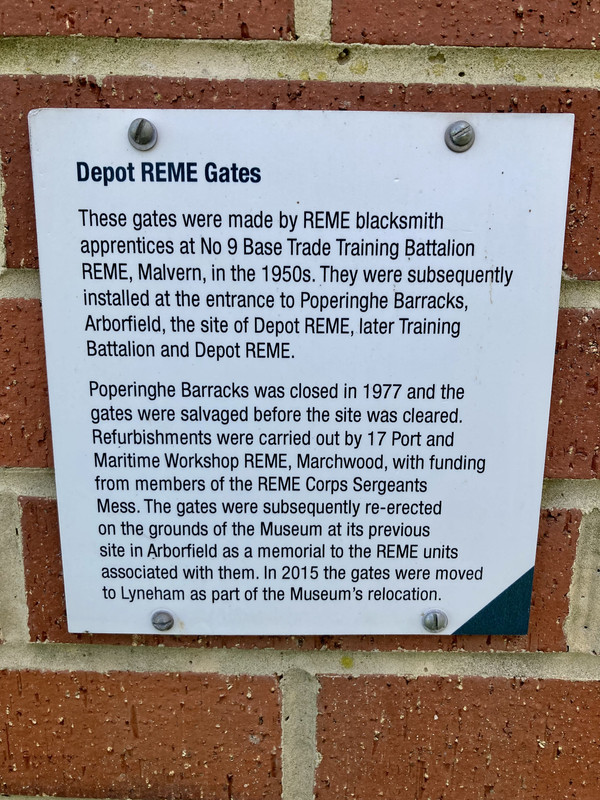 Depot REME Gates
These gates were made by REME blacksmith
apprentices at No 9 Base Trade Training Battalion
REME, Malvern, in the 1950s. They were subsequently
installed at the entrance to Poperinghe Barracks,
Arborfield, the site of Depot REME, later Training
Battalion and Depot REME.
Poperinghe Barracks was closed in 1977 and the
gates were salvaged before the site was cleared.
Refurbishments were carried out by 17 Port and
Maritime Workshop REME, Marchwood, with funding
from members of the REME Corps Sergeants
Mess. The gates were subsequently re-erected
on the grounds of the Museum at its previous
site in Arborfield as a memorial to the REME units
associated with them. In 2015 the gates were moved
to Lyneham as part of the Museum's relocation.